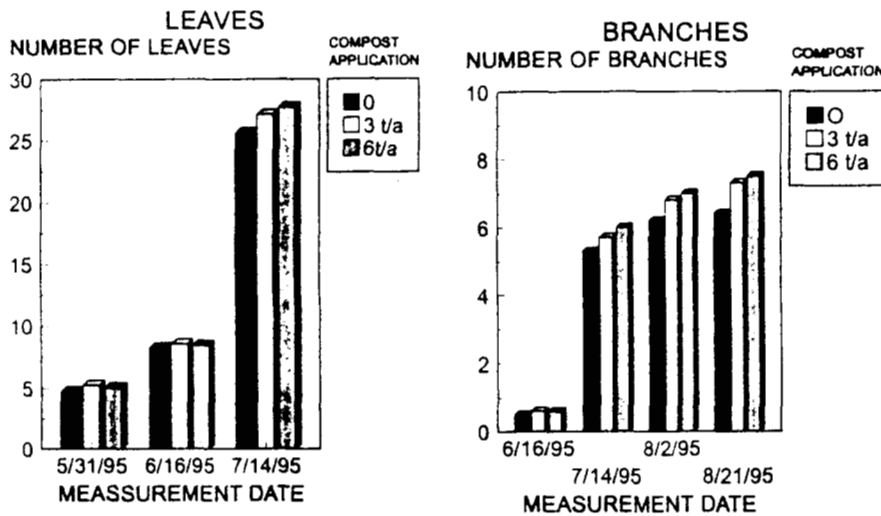 LEAVES
NUMBER OF LEAVES
COMPOST
APPLICATION
0
3 t/a
6t/a
30
25
20
15
10
5
0
5/31/95 6/16/95 7/14/95
MEASSUREMENT DATE
BRANCHES
NUMBER OF BRANCHES
COMPOST
APPLICATION
O
3 t/a
6 t/a
10
8
6
4
2
0
6/16/95 8/2/95
7/14/95 8/21/95
MEASUREMENT DATE